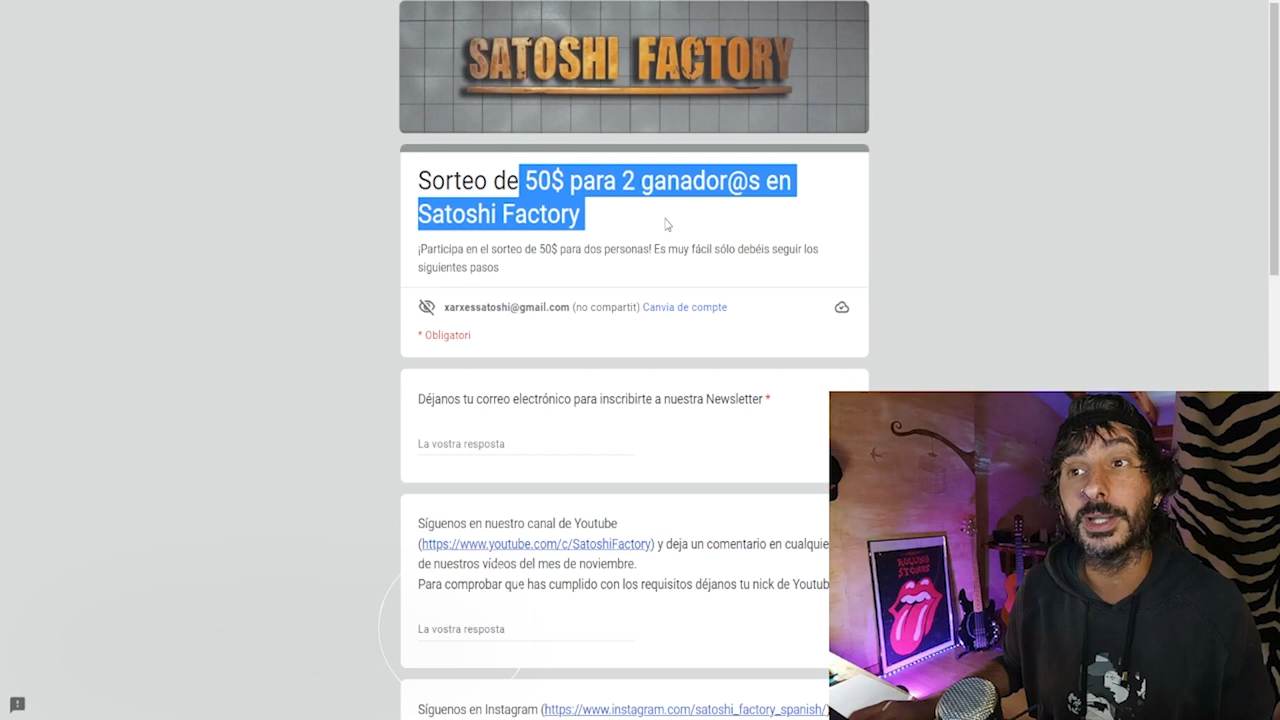 SATOSHI FACTORY
Sorteo de 50$ para 2 ganador@s en
Satoshi Factory
¡Participa en el sorteo de 50$ para dos personas! Es muy fácil sólo debéis seguir los
siguientes pasos
xarxessatoshi@gmail.com (no compartit) Canvia de compte
* Obligatori
Déjanos tu correo electrónico para inscribirte a nuestra Newsletter *
La vostra resposta
Síguenos en nuestro canal de Youtube
(https://www.youtube.com/c/SatoshiFactory) y deja un comentario en cualquie
de nuestros vídeos del mes de noviembre.
Para comprobar que has cumplido con los requisitos déjanos tu nick de Youtub
La vostra resposta
Síguenos en Instagram (https://www.instagram.com/satoshi_factory_spanish/)
ROLLING
STONES